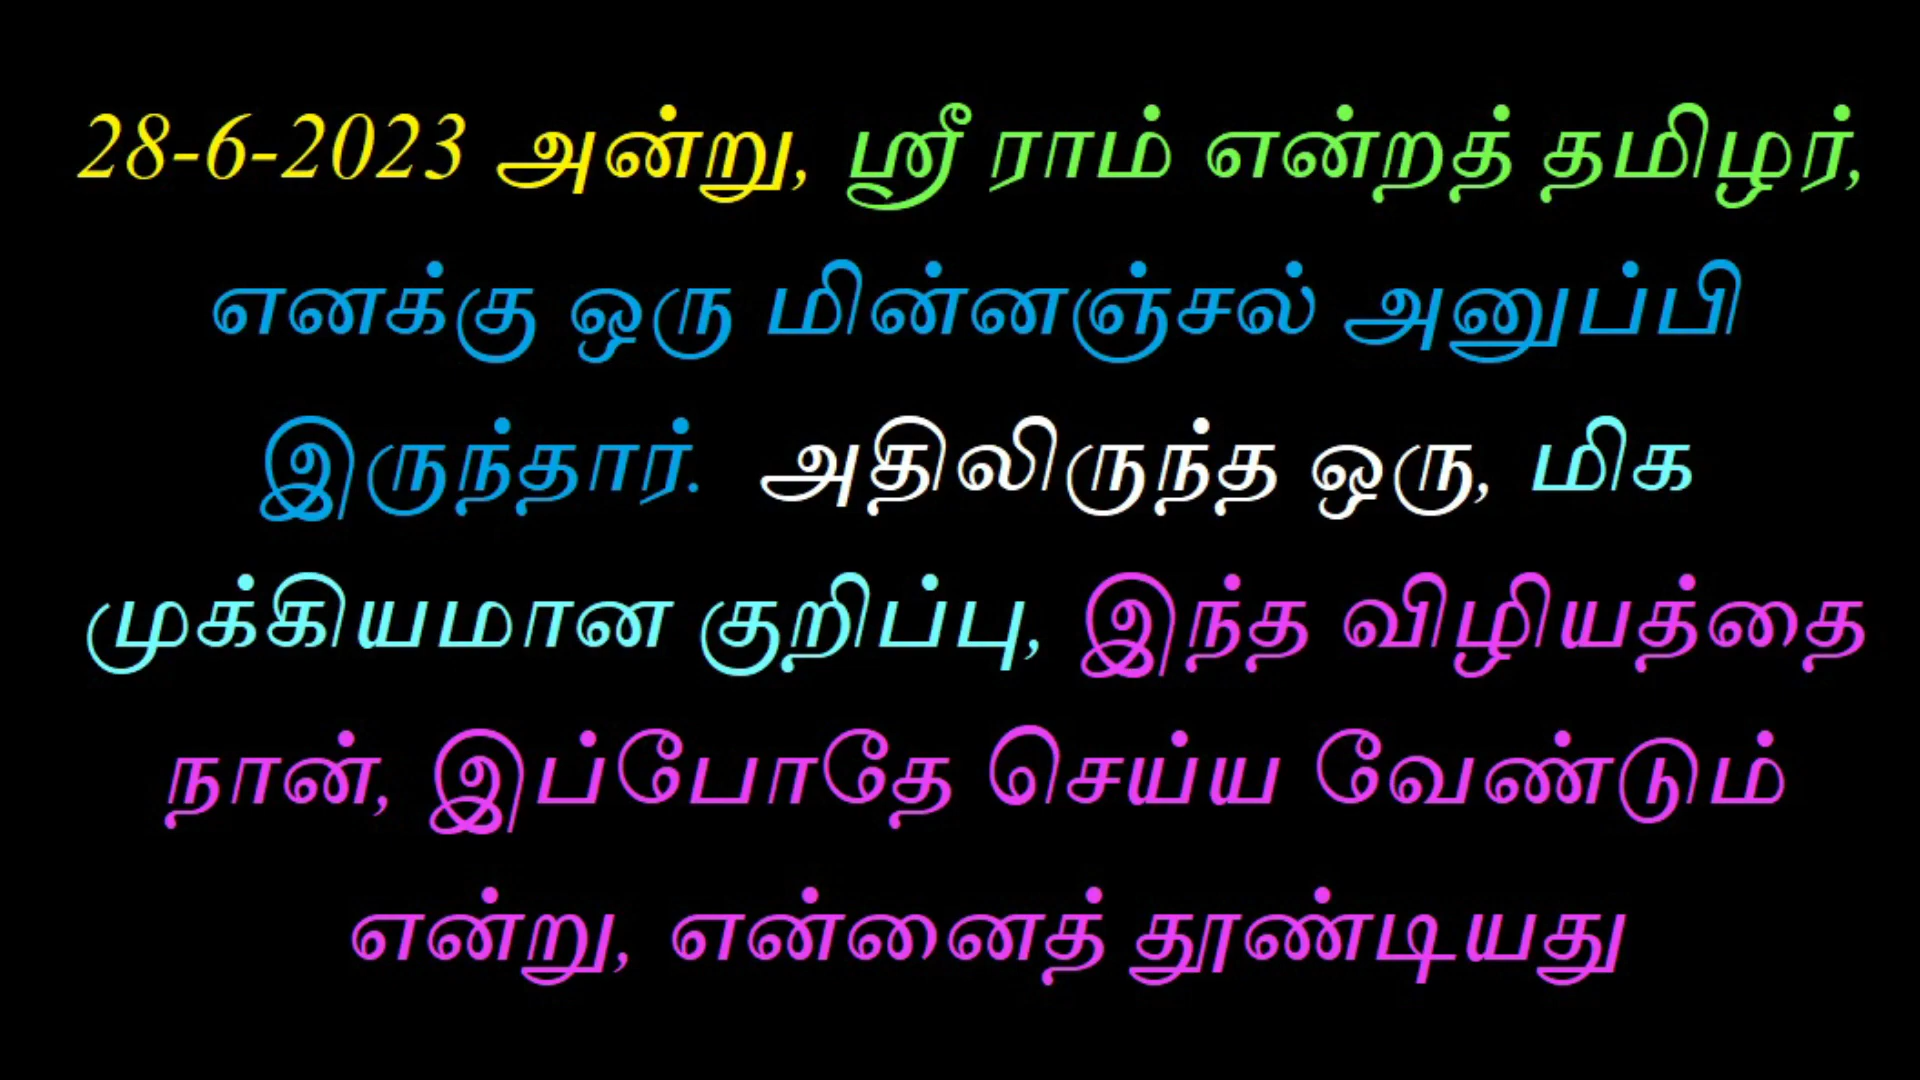 28-6-2023 அன்று, ஸ்ரீ ராம் என்றத் தமிழர்,
எனக்கு ஒரு மின்னஞ்சல் அனுப்பி
இருந்தார். அதிலிருந்த ஒரு, மிக
முக்கியமான குறிப்பு, இந்த விழியத்தை
நான், இப்போதே செய்ய வேண்டும்
என்று, என்னைத் தூண்டியது